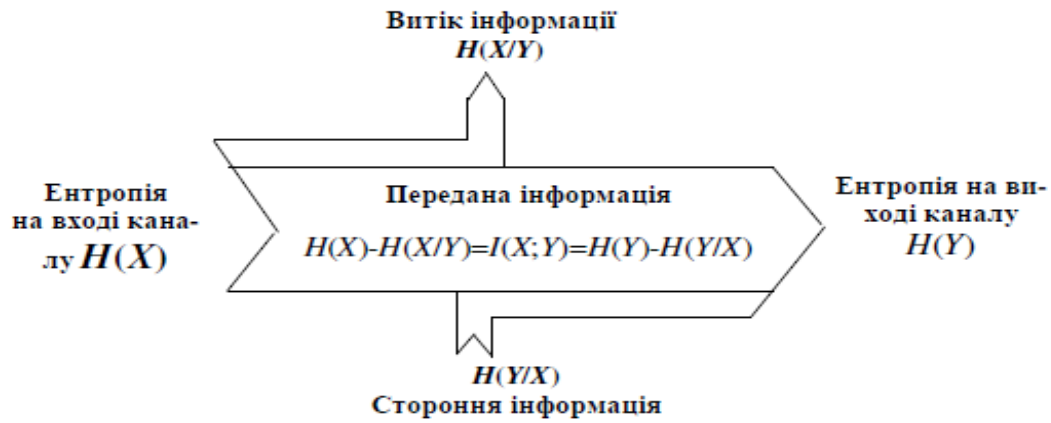 Витік інформації
H(X/Y)
Ентропія
на вході кана-
лу H(X)
Передана інформація
H(X)-H(X/Y)=I(X;Y)=H(Y)-H(Y/X)
Ентропія на ви-
ході каналу
H(Y)
H(Y/X)
Стороння інформація